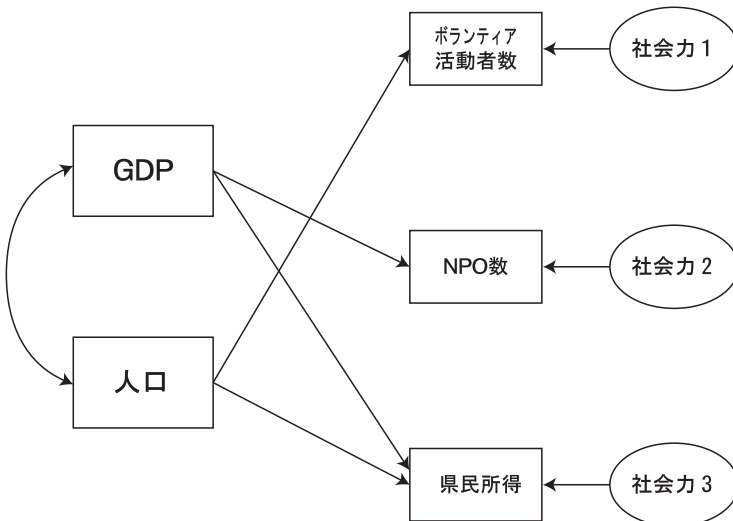 GDP
人口
ボランティア
活動者数
NPO数
県民所得
社会力1
社会力2
社会力3